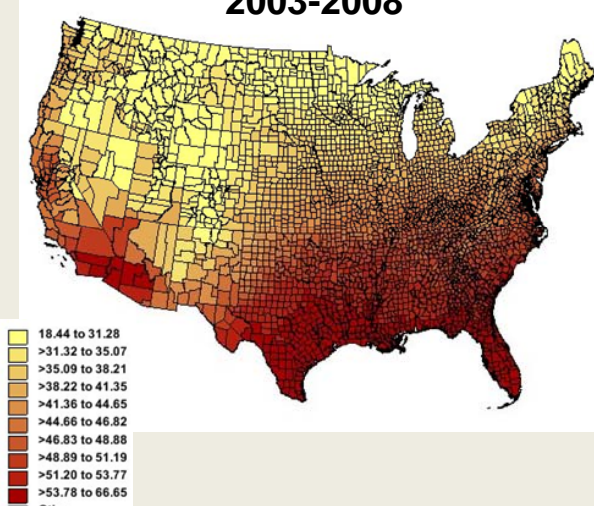 2003-2008
18.44 to 31.28
>31.32 to 35.07
>35.09 to 38.21
>38.22 to 41.35
>41.36 to 44.65
>44.66 to 46.82
>46.83 to 48.88
>48.89 to 51.19
>51.20 to 53.77
>53.78 to 66.65